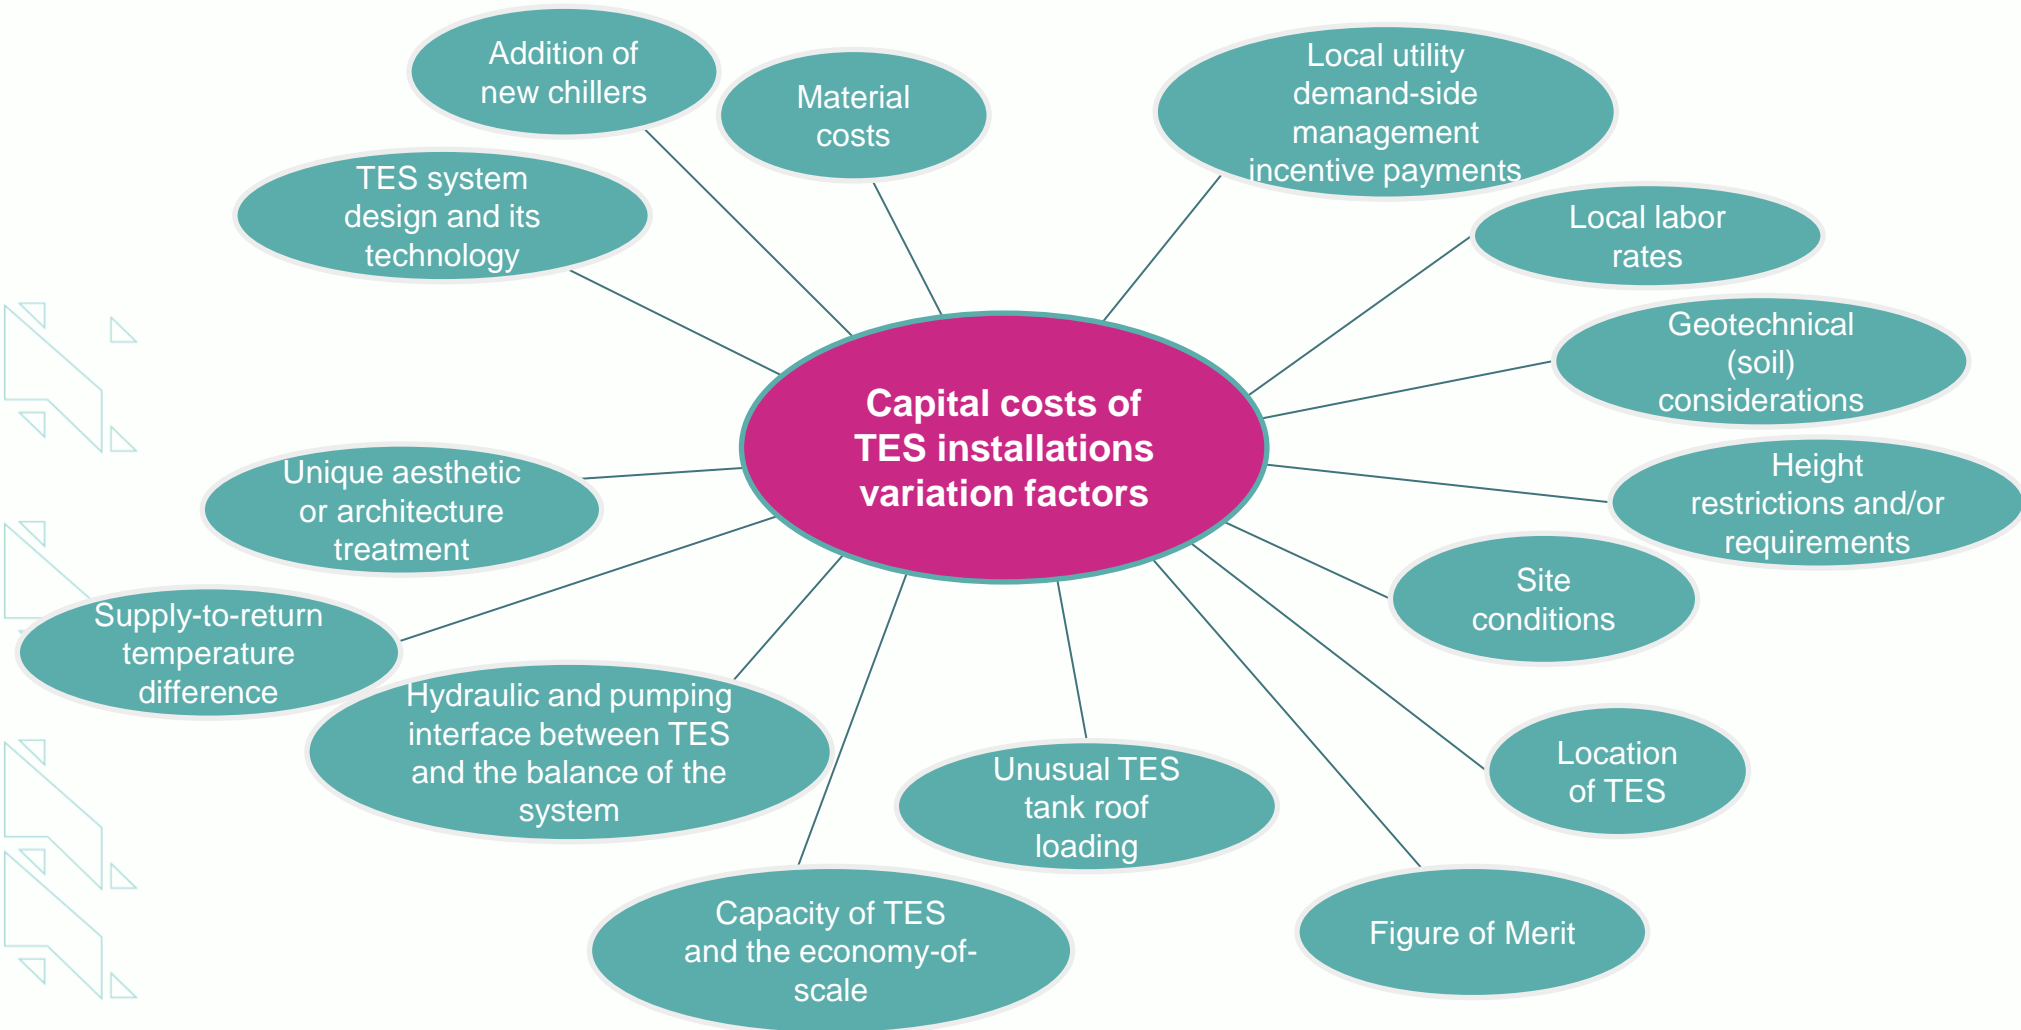 Addition of
new chillers
Material
costs
Local utility
demand-side
management
incentive payments
TES system
design and its
technology
Local labor
rates
Geotechnical
(soil)
considerations
Capital costs of
TES installations
variation factors
Unique aesthetic
or architecture
treatment
Height
restrictions and/or
requirements
Site
conditions
Supply-to-return
temperature
difference
Hydraulic and pumping
interface between TES
and the balance of the
system
Unusual TES
tank roof
loading
Location
of TES
Capacity of TES
and the economy-of-
scale
Figure of Merit